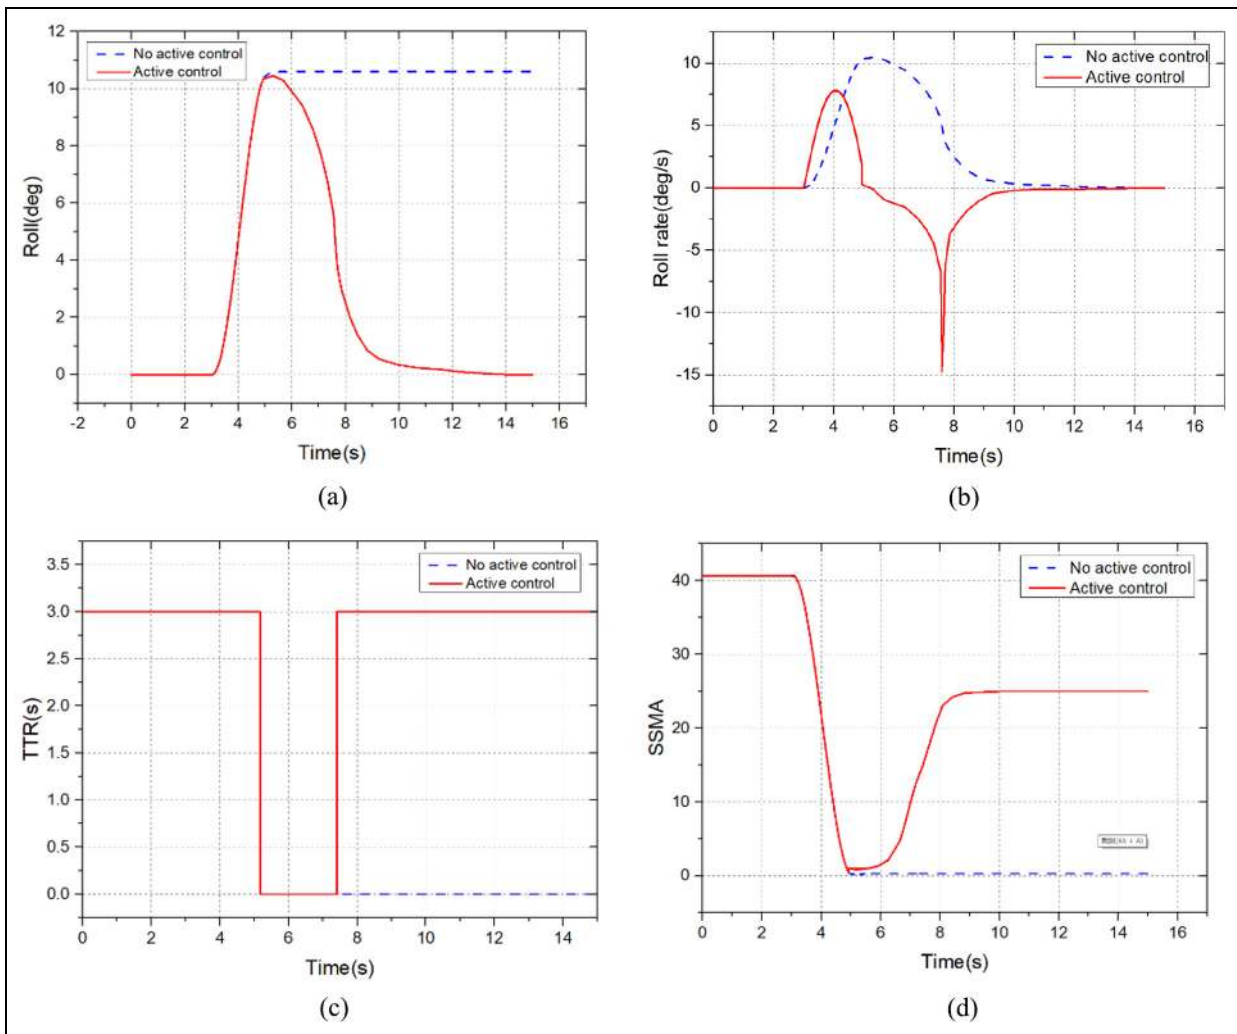 12
10
8
6
4
2
0
Roll(deg)
No active control
Active control
-2 0 2 4 6 8 10 12 14 16
Time(s)
(a)
10
5
0
-5
-10
-15
Roll rate(deg/s)
No active control
Active control
0 2 4 6 8 10 12 14 16
Time(s)
(b)
3.5
3.0
2.5
2.0
1.5
1.0
0.5
0.0
TTR(s)
No active control
Active control
0 2 4 6 8 10 12 14
Time(s)
(c)
40
30
20
10
0
SSMA
No active control
Active control
0 2 4 6 8 10 12 14 16
Time(s)
(d)